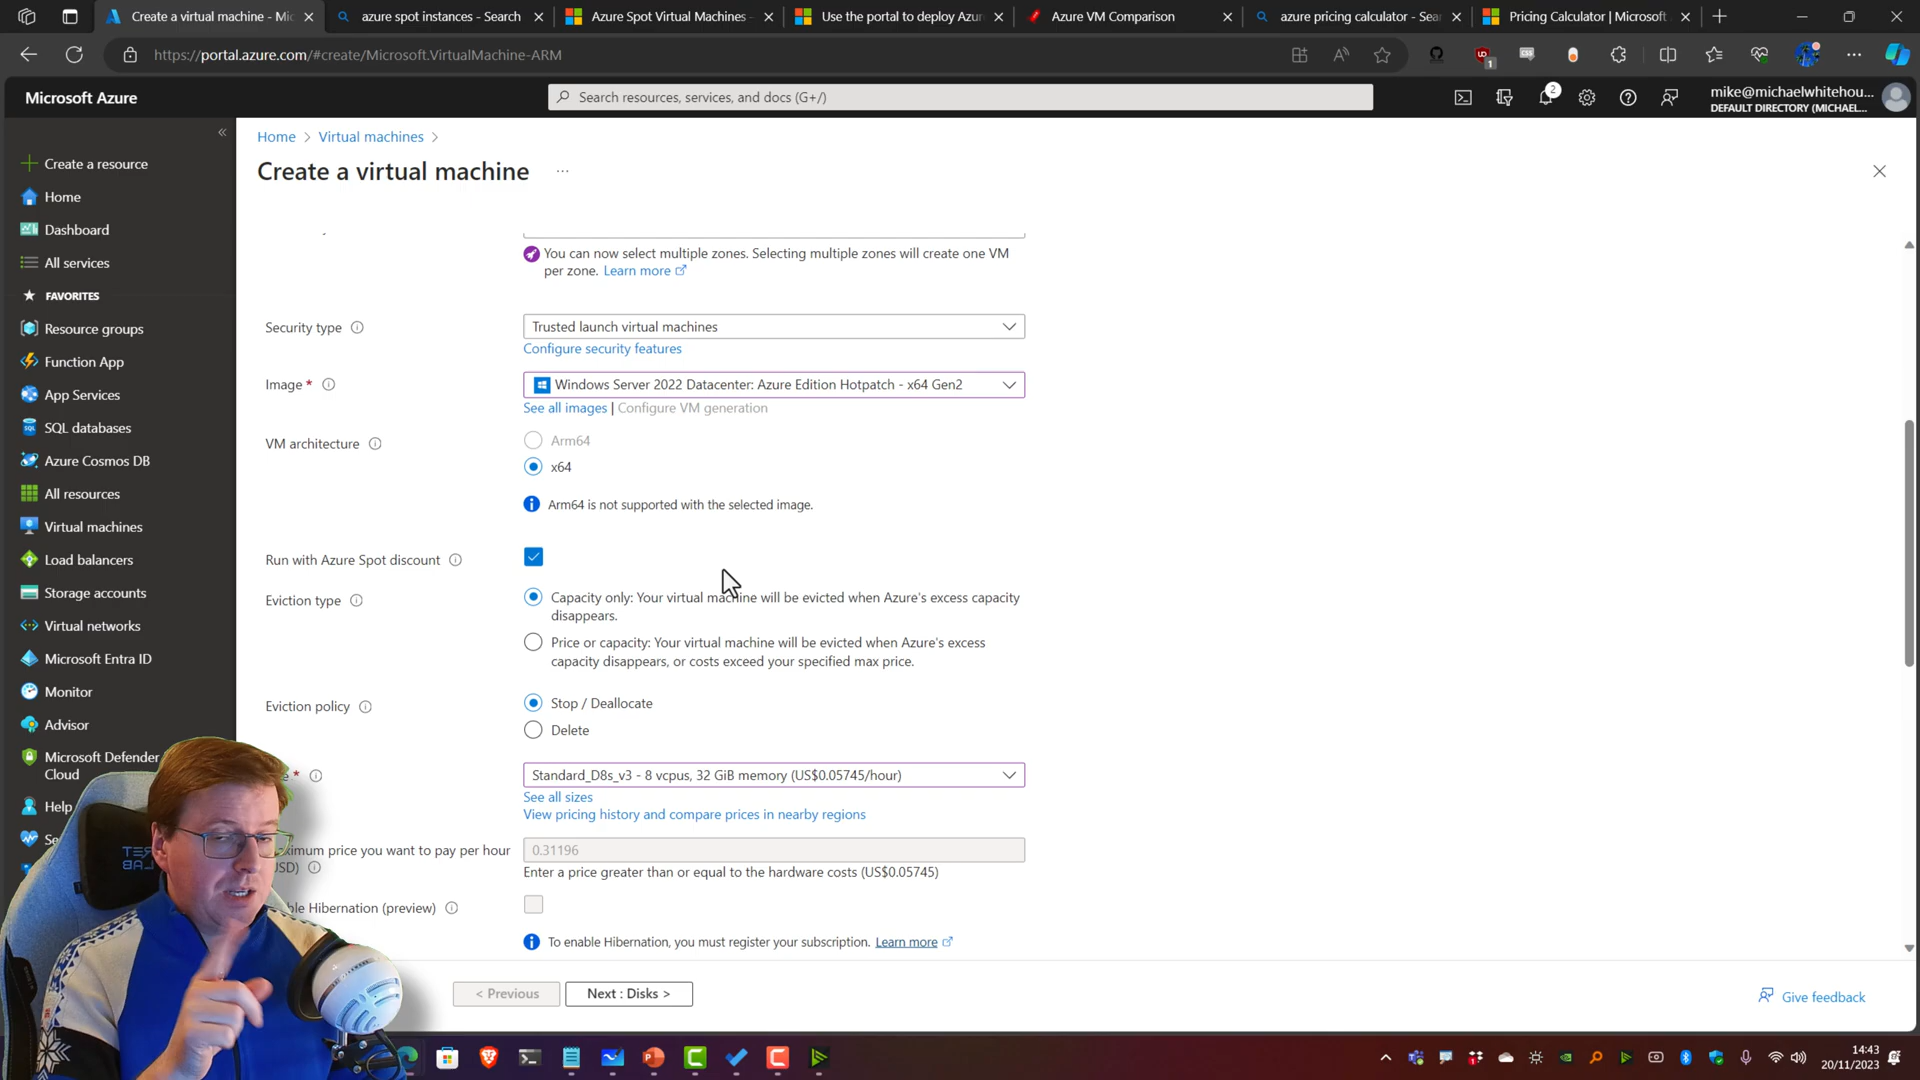 Create a virtual machine - Mic
azure spot instances - Search
Azure Spot Virtual Machines -
Use the portal to deploy Azur
Azure VM Comparison
azure pricing calculator - Sear
Pricing Calculator | Microsoft
https://portal.azure.com/#create/Microsoft.VirtualMachine-ARM
1
Microsoft Azure
Search resources, services, and docs (G+/)
2
mike@michaelwhitehou...
DEFAULT DIRECTORY (MICHAEL...
Home > Virtual machines >
Create a virtual machine ...
Create a resource
Home
Dashboard
All services
FAVORITES
Resource groups
Function App
App Services
SQL databases
Azure Cosmos DB
All resources
Virtual machines
Load balancers
Storage accounts
Virtual networks
Microsoft Entra ID
Monitor
Advisor
Microsoft Defender
Cloud
Help
You can now select multiple zones. Selecting multiple zones will create one VM
per zone. Learn more
Security type
Trusted launch virtual machines
Configure security features
Image *
Windows Server 2022 Datacenter: Azure Edition Hotpatch - x64 Gen2
See all images | Configure VM generation
VM architecture
Arm64
x64
Arm64 is not supported with the selected image.
Run with Azure Spot discount
Eviction type
Capacity only: Your virtual machine will be evicted when Azure's excess capacity
disappears.
Price or capacity: Your virtual machine will be evicted when Azure's excess
capacity disappears, or costs exceed your specified max price.
Eviction policy
Stop / Deallocate
Delete
*
Standard_D8s_v3 - 8 vcpus, 32 GiB memory (US$0.05745/hour)
See all sizes
View pricing history and compare prices in nearby regions
price you want to pay per hour
0.31196
Enter a price greater than or equal to the hardware costs (US$0.05745)
Hibernation (preview)
To enable Hibernation, you must register your subscription. Learn more
< Previous
Next : Disks >
Give feedback
14:43
20/11/2023